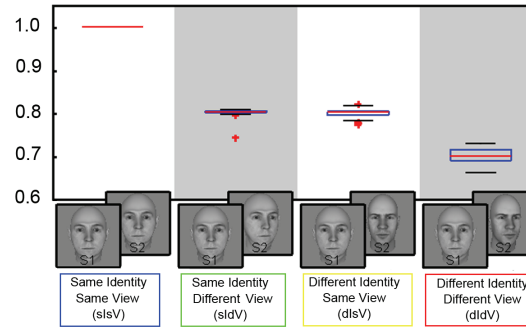 1.0
0.9
0.8
0.7
0.6
S1 S2 S1 S2 S1 S2 S1 S2
Same Identity
Same View
(sIsV)
Same Identity
Different View
(sIdV)
Different Identity
Same View
(dIsV)
Different Identity
Different View
(dIdV)